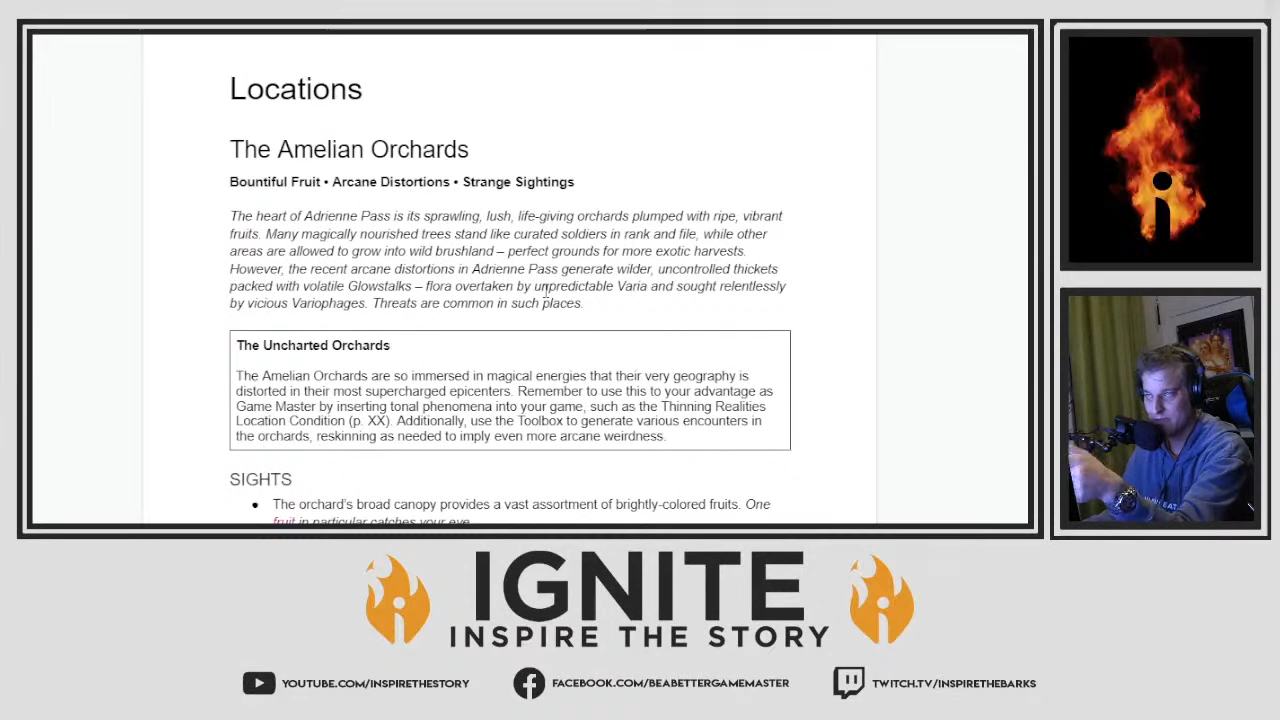 Locations
The Amelian Orchards
Bountiful Fruit • Arcane Distortions • Strange Sightings
The heart of Adrienne Pass is its sprawling, lush, life-giving orchards plumped with ripe, vibrant
fruits. Many magically nourished trees stand like curated soldiers in rank and file, while other
areas are allowed to grow into wild brushland – perfect grounds for more exotic harvests.
However, the recent arcane distortions in Adrienne Pass generate wilder, uncontrolled thickets
packed with volatile Glowstalks – flora overtaken by unpredictable Varia and sought relentlessly
by vicious Variophages. Threats are common in such places.
The Uncharted Orchards
The Amelian Orchards are so immersed in magical energies that their very geography is
distorted in their most supercharged epicenters. Remember to use this to your advantage as
Game Master by inserting tonal phenomena into your game, such as the Thinning Realities
Location Condition (p. XX). Additionally, use the Toolbox to generate various encounters in
the orchards, reskinning as needed to imply even more arcane weirdness.
SIGHTS
● The orchard's broad canopy provides a vast assortment of brightly-colored fruits. One
fruit in particular catches your eye
IGNITE
INSPIRE THE STORY
YOUTUBE.COM/INSPIRETHESTORY
FACEBOOK.COM/BEABETTERGAMEMASTER
TWITCH.TV/INSPIRETHEBARKS